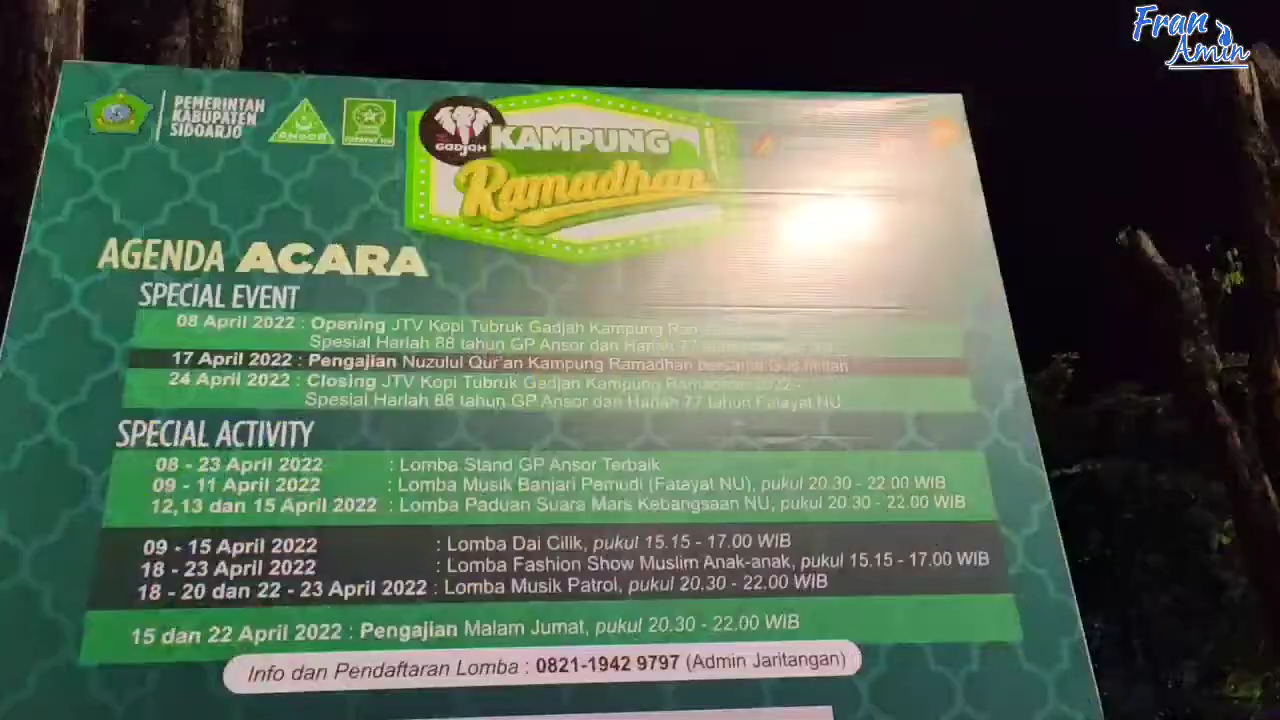 Fran
Amin
PEMERINTAH
KABUPATEN
SIDOARJO
ANSOR
FATAYAT NU
GADJAH
KAMPUNG
Ramadhan
AGENDA ACARA
SPECIAL EVENT
08 April 2022 : Opening JTV Kopi Tubruk Gadjah Kampung
Spesial Harlah 88 tahun GP Ansor dan Harlah 77
17 April 2022 : Pengajian Nuzulul Qur'an Kampung Ramadhan bersama Gus
24 April 2022 : Closing JTV Kopi Tubruk Gadjah Kampung Ramadhan 2022
Spesial Harlah 88 tahun GP Ansor dan Harlah 77 tahun Fatayat NU
SPECIAL ACTIVITY
08 - 23 April 2022 : Lomba Stand GP Ansor Terbaik
09 - 11 April 2022 : Lomba Musik Banjari Pemudi (Fatayat NU), pukul 20.30 - 22.00 WIB
12,13 dan 15 April 2022 : Lomba Paduan Suara Mars Kebangsaan NU, pukul 20.30 - 22.00 WIB
09 - 15 April 2022 : Lomba Dai Cilik, pukul 15.15 - 17.00 WIB
18 - 23 April 2022 : Lomba Fashion Show Muslim Anak-anak, pukul 15.15 - 17.00 WIB
18 - 20 dan 22 - 23 April 2022 : Lomba Musik Patrol, pukul 20.30 - 22.00 WIB
15 dan 22 April 2022 : Pengajian Malam Jumat, pukul 20.30 - 22.00 WIB
Info dan Pendaftaran Lomba : 0821-1942 9797 (Admin Jaritangan)